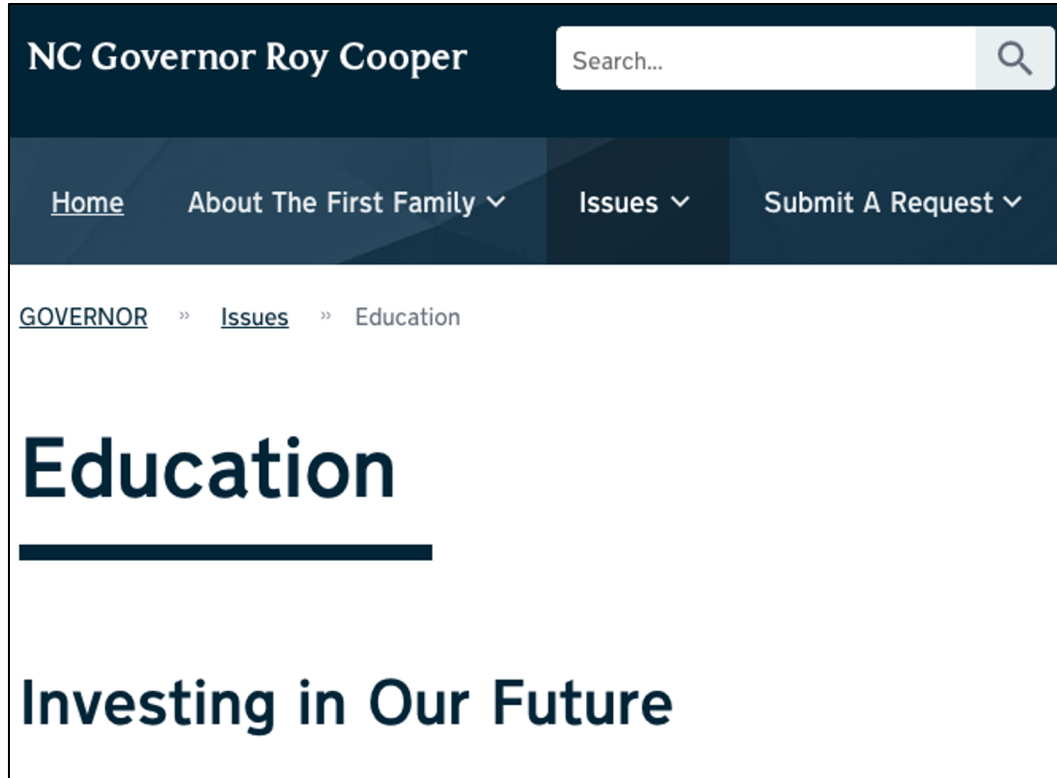 NC Governor Roy Cooper
Search...
Home About The First Family Issues Submit A Request
GOVERNOR » Issues » Education
Education
Investing in Our Future